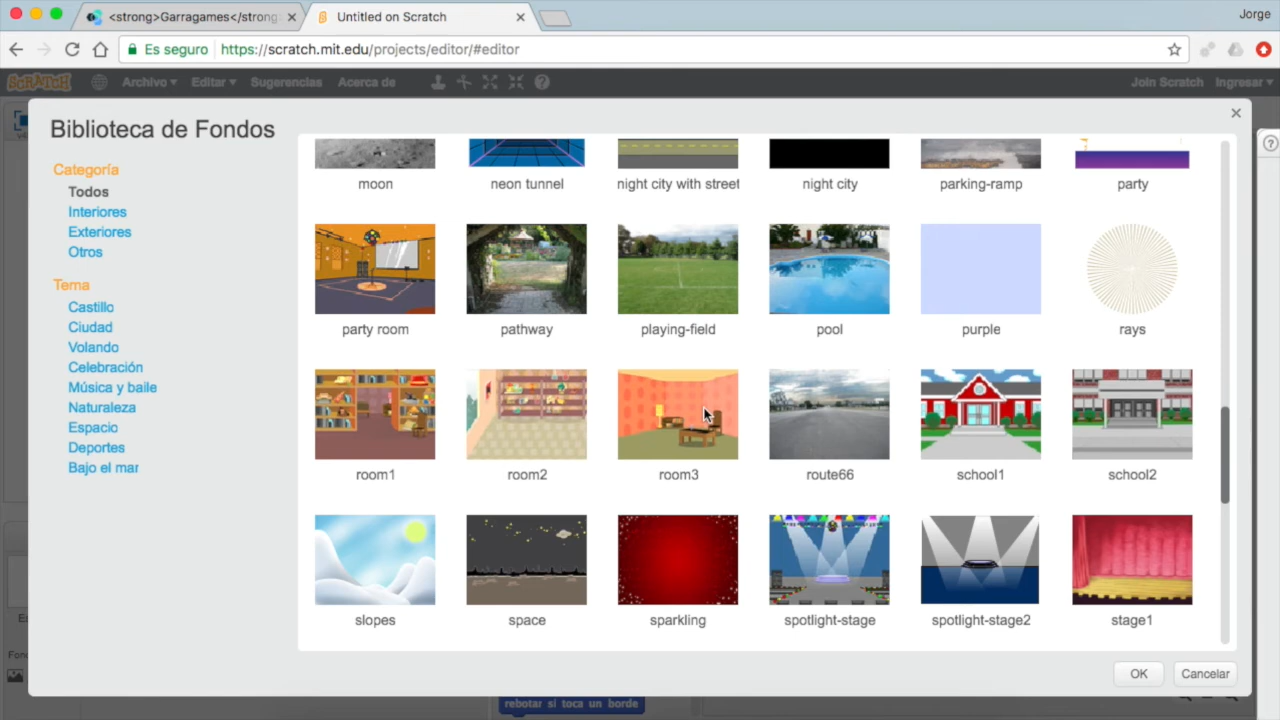 <strong>Garragames</strong
Untitled on Scratch
Jorge
Es seguro
https://scratch.mit.edu/projects/editor/#editor
SCRATCH
Archivo
Editar
Sugerencias
Acerca de
Join Scratch
Ingresar
Biblioteca de Fondos
Categoría
Todos
Interiores
Exteriores
Otros
Tema
Castillo
Ciudad
Volando
Celebración
Música y baile
Naturaleza
Espacio
Deportes
Bajo el mar
moon
neon tunnel
night city with street
night city
parking-ramp
party
party room
pathway
playing-field
pool
purple
rays
room1
room2
room3
route66
school1
school2
slopes
space
sparkling
spotlight-stage
spotlight-stage2
stage1
OK
Cancelar
rebotar si toca un borde